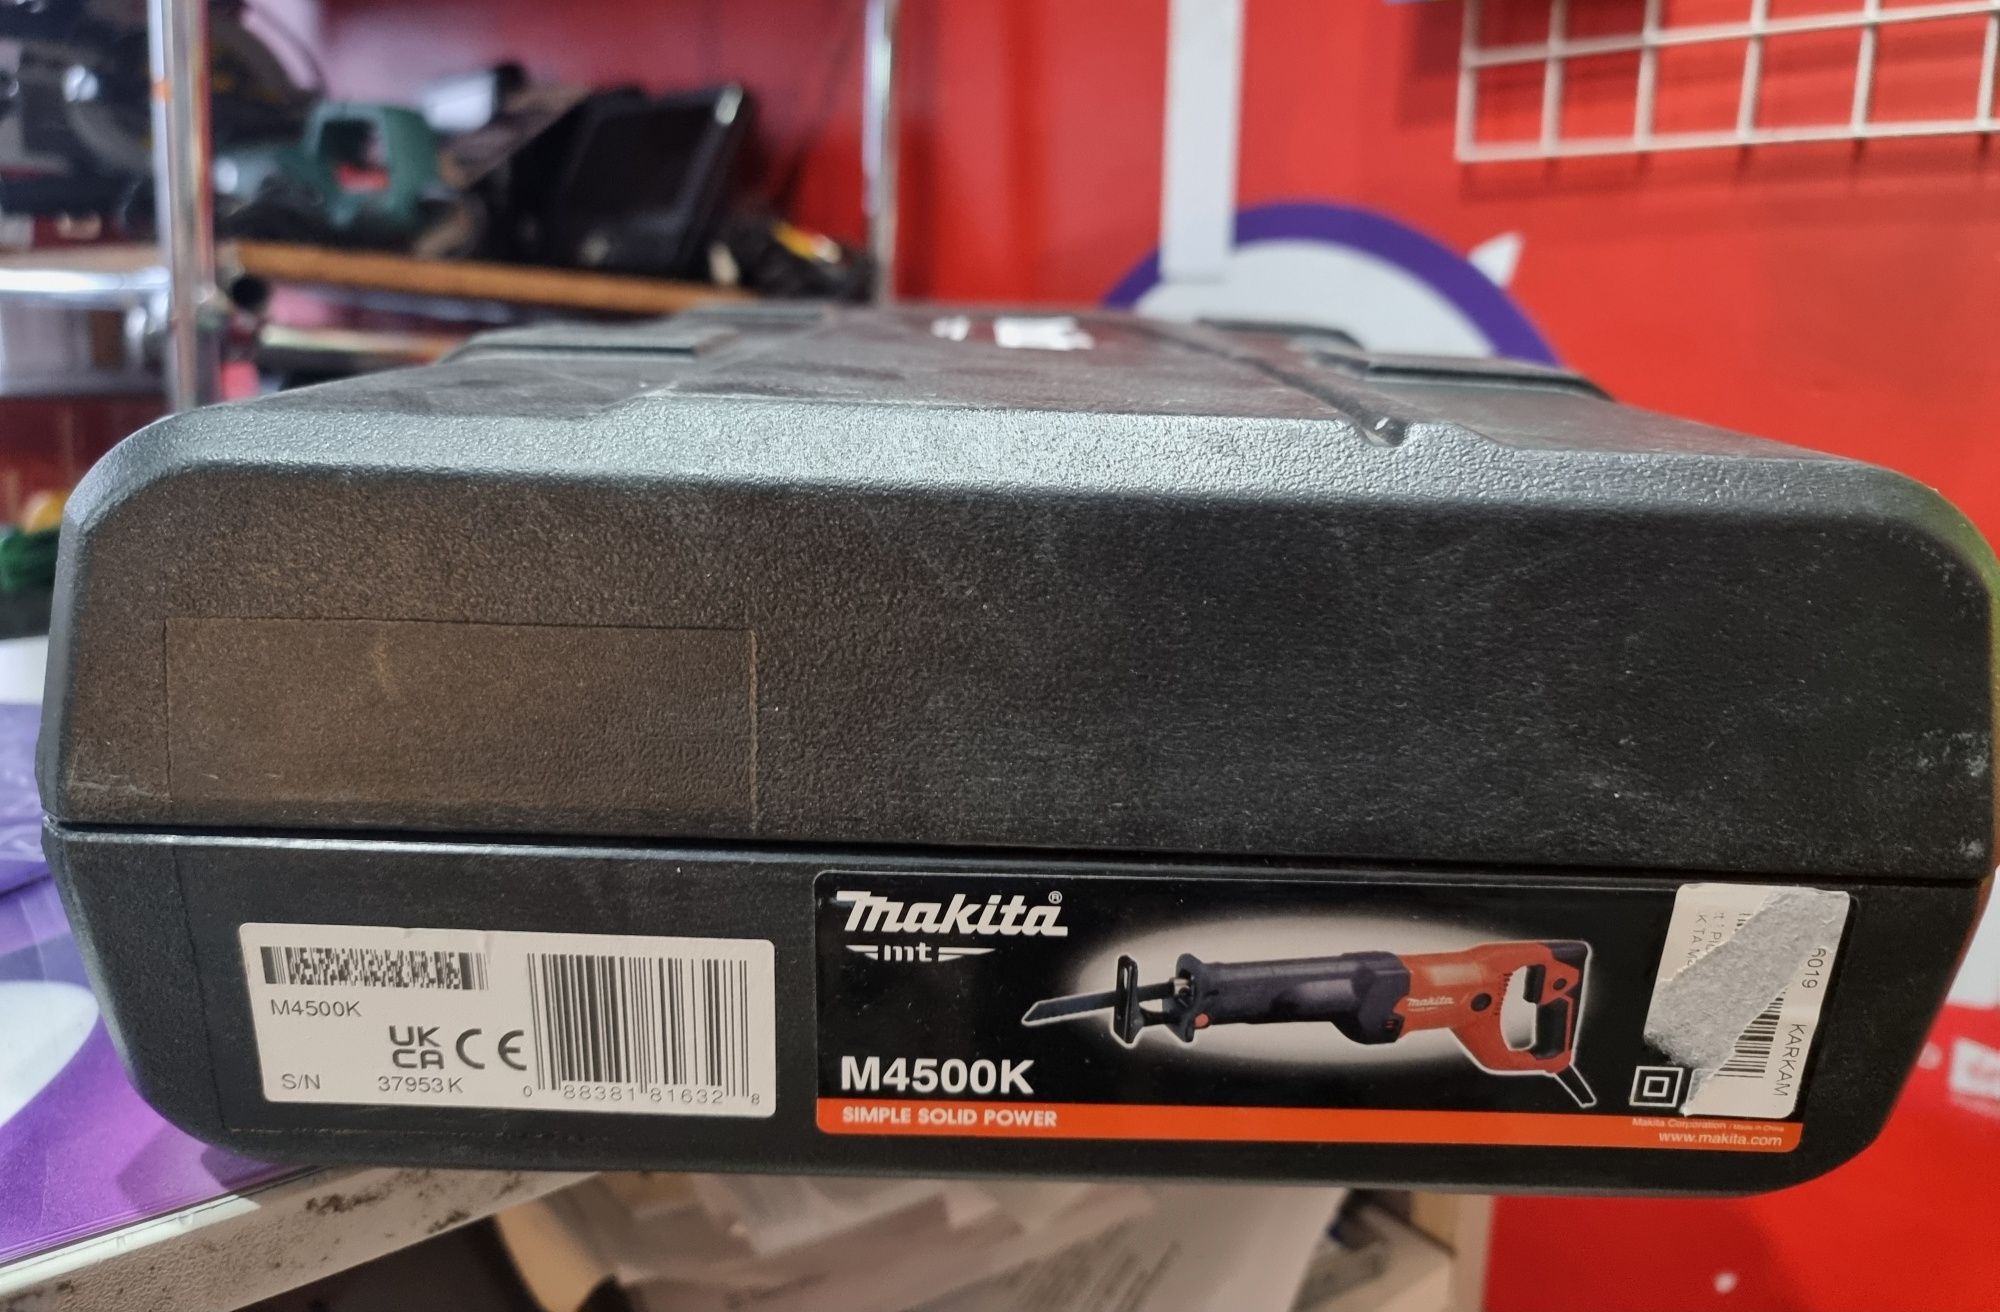 M4500K
UK
CA CE
S/N 37953K
0 88381 81632 8
makita®
mt
makita
M4500K
SIMPLE SOLID POWER
Makita Corporation / Made in China
www.makita.com
6019 KARKAM